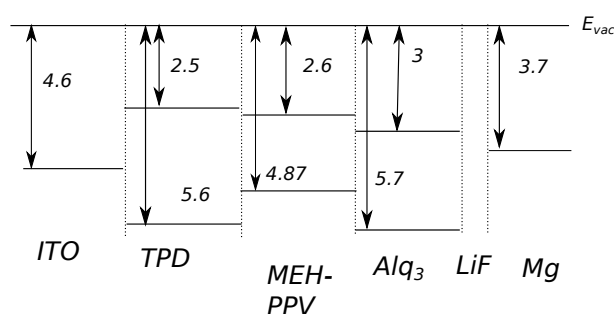 E_vac
4.6
2.5
2.6
3
3.7
5.6
4.87
5.7
ITO
TPD
MEH-
PPV
Alq3
LiF
Mg